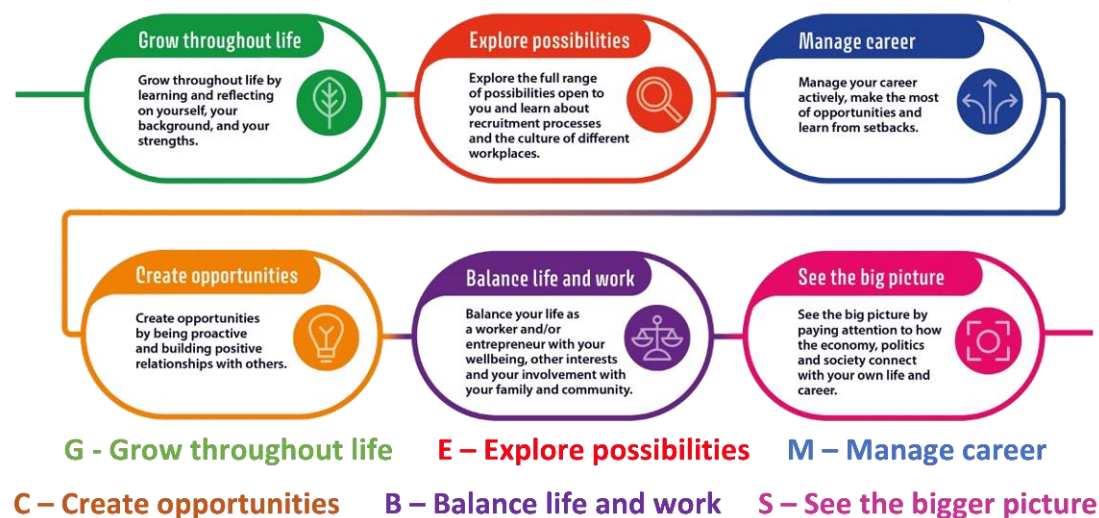 Grow throughout life
Grow throughout life by
learning and reflecting
on yourself, your
background, and your
strengths.
Explore possibilities
Explore the full range
of possibilities open to
you and learn about
recruitment processes
and the culture of different
workplaces.
Manage career
Manage your career
actively, make the most
of opportunities and
learn from setbacks.
Create opportunities
Create opportunities
by being proactive
and building positive
relationships with others.
Balance life and work
Balance your life as
a worker and/or
entrepreneur with your
wellbeing, other interests
and your involvement with
your family and community.
See the big picture
See the big picture by
paying attention to how
the economy, politics
and society connect
with your own life and
career.
G - Grow throughout life E – Explore possibilities M – Manage career
C – Create opportunities B – Balance life and work S – See the bigger picture